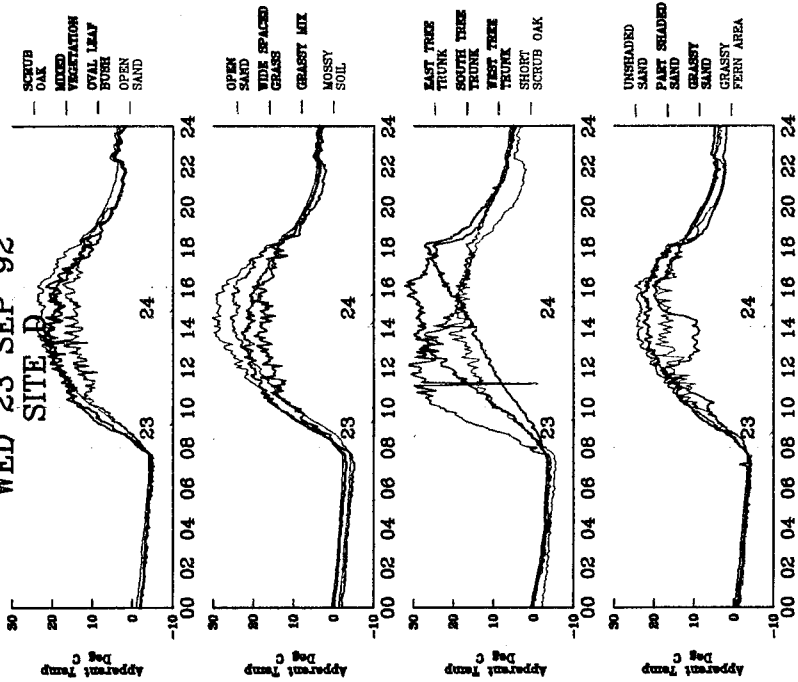 WED 23 SEP 92
SITE D
Apparent Temp
Deg C
30
20
10
0
-10
23
24
00 02 04 06 08 10 12 14 16 18 20 22 24
SCRUB
OAK
MIXED
VEGETATION
OVAL LEAF
BUSH
OPEN
SAND
Apparent Temp
Deg C
30
20
10
0
-10
23
24
00 02 04 06 08 10 12 14 16 18 20 22 24
OPEN
SAND
WIDE SPACED
GRASS
GRASSY MIX
MOSSY
SOIL
Apparent Temp
Deg C
30
20
10
0
-10
23
24
00 02 04 06 08 10 12 14 16 18 20 22 24
EAST TREE
TRUNK
SOUTH TREE
TRUNK
WEST TREE
TRUNK
SHORT
SCRUB OAK
Apparent Temp
Deg C
30
20
10
0
-10
23
24
00 02 04 06 08 10 12 14 16 18 20 22 24
UNSHADED
SAND
PART SHADED
SAND
GRASSY
SAND
GRASSY
FERN AREA